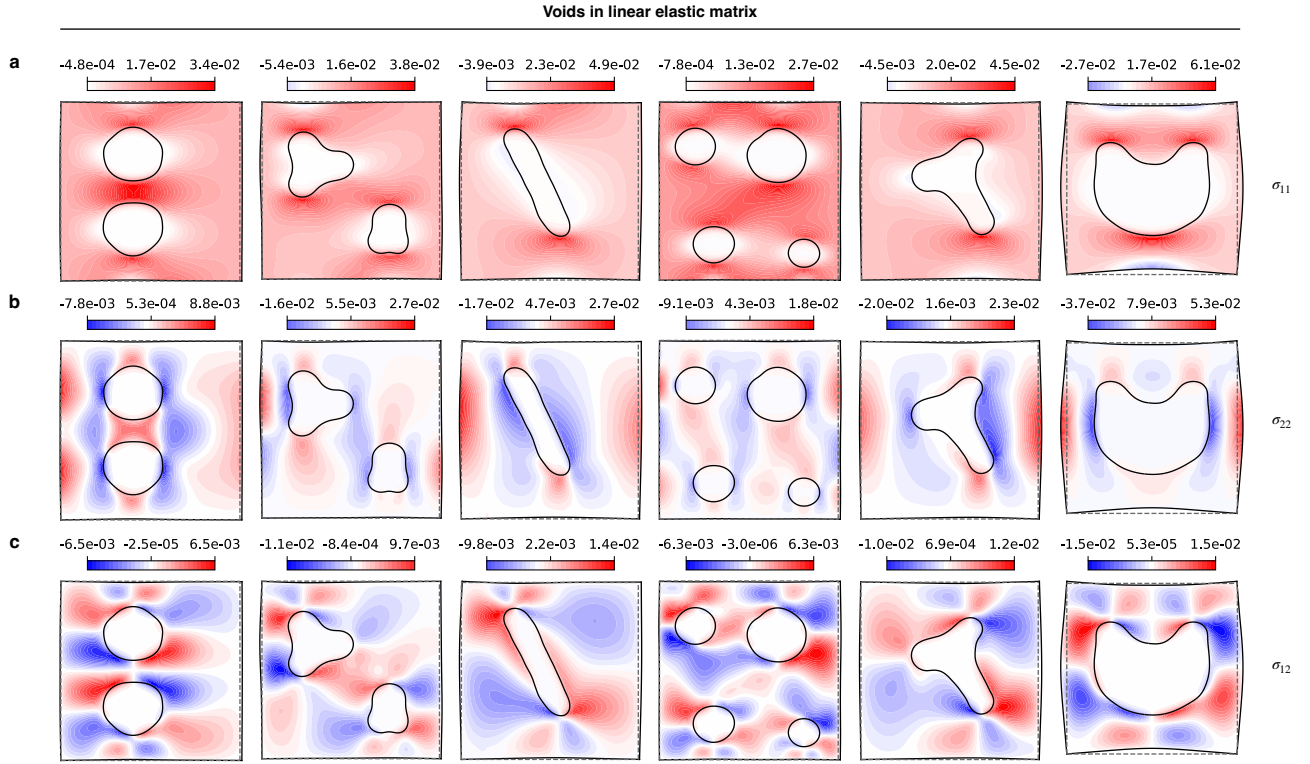 Voids in linear elastic matrix
a
-4.8e-04 1.7e-02 3.4e-02 -5.4e-03 1.6e-02 3.8e-02 -3.9e-03 2.3e-02 4.9e-02 -7.8e-04 1.3e-02 2.7e-02 -4.5e-03 2.0e-02 4.5e-02 -2.7e-02 1.7e-02 6.1e-02
σ11
b
-7.8e-03 5.3e-04 8.8e-03 -1.6e-02 5.5e-03 2.7e-02 -1.7e-02 4.7e-03 2.7e-02 -9.1e-03 4.3e-03 1.8e-02 -2.0e-02 1.6e-03 2.3e-02 -3.7e-02 7.9e-03 5.3e-02
σ22
c
-6.5e-03 -2.5e-05 6.5e-03 -1.1e-02 -8.4e-04 9.7e-03 -9.8e-03 2.2e-03 1.4e-02 -6.3e-03 -3.0e-06 6.3e-03 -1.0e-02 6.9e-04 1.2e-02 -1.5e-02 5.3e-05 1.5e-02
σ12